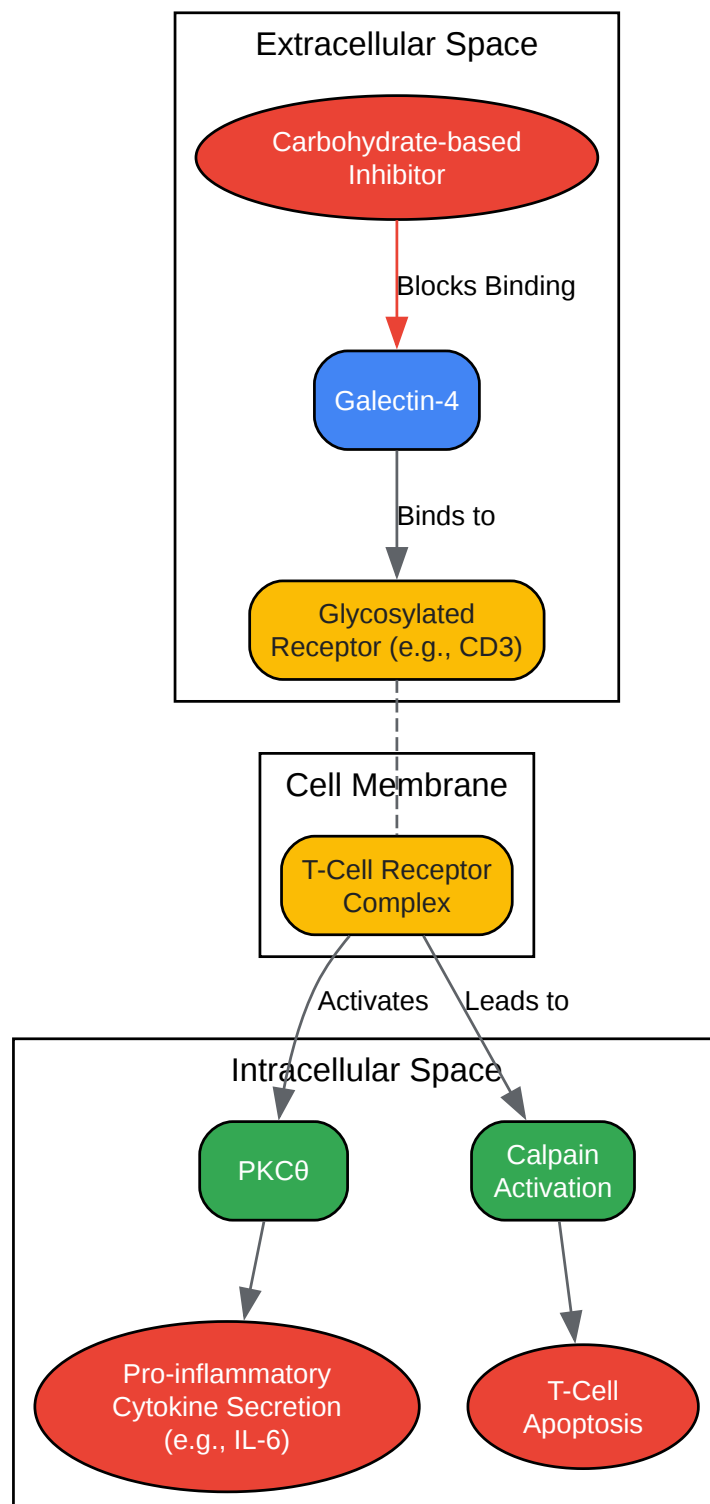 Extracellular Space
Carbohydrate-based
Inhibitor
Blocks Binding
Galectin-4
Binds to
Glycosylated
Receptor (e.g., CD3)
Cell Membrane
T-Cell Receptor
Complex
Activates
Leads to
Intracellular Space
PKCθ
Calpain
Activation
Pro-inflammatory
Cytokine Secretion
(e.g., IL-6)
T-Cell
Apoptosis